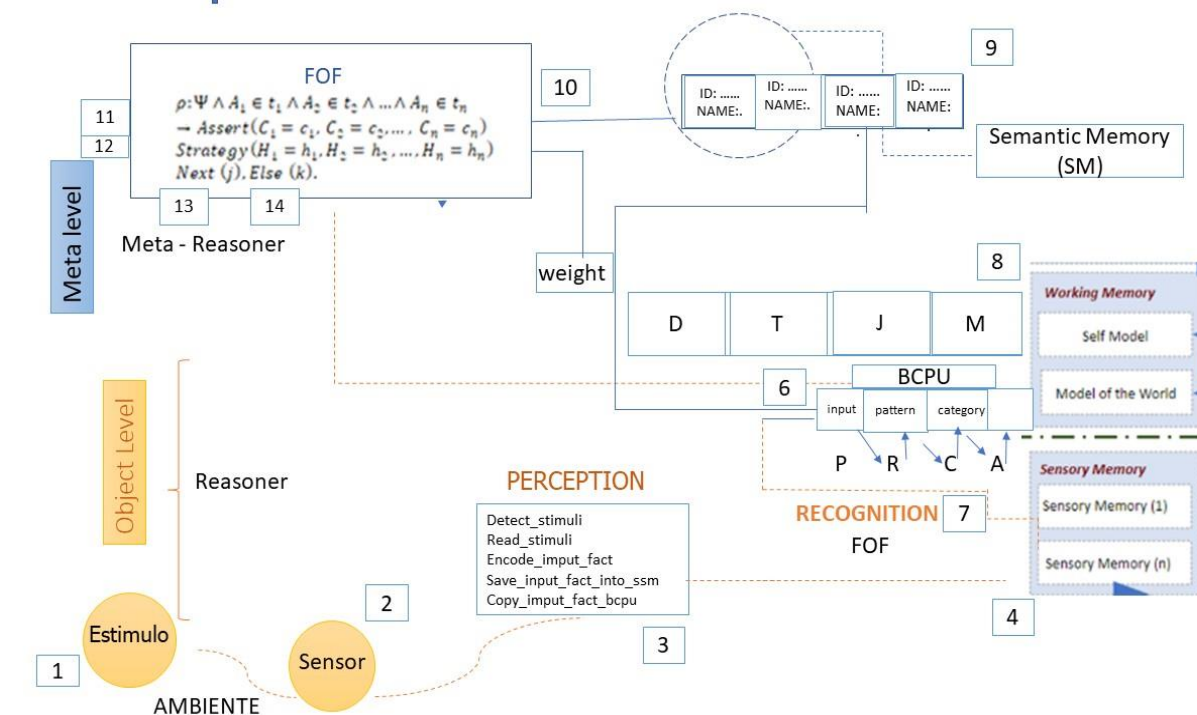 FOF
ρ:Ψ ∧ A₁ ∈ t₁ ∧ A₂ ∈ t₂ ∧ ... ∧ Aₙ ∈ tₙ
→ Assert(C₁ = c₁, C₂ = c₂, ..., Cₙ = cₙ)
Strategy(H₁ = h₁, H₂ = h₂, ..., Hₙ = hₙ)
Next (j). Else (k).
10
11
12
13
14
Meta - Reasoner
Meta level
weight
ID: ......
NAME:.
ID: ......
NAME:.
ID: ......
NAME:
ID: ......
NAME:
9
Semantic Memory
(SM)
8
D
T
J
M
Working Memory
Self Model
Model of the World
6
BCPU
input
pattern
category
P
R
C
A
Object Level
Reasoner
PERCEPTION
Detect_stimuli
Read_stimuli
Encode_imput_fact
Save_input_fact_into_ssm
Copy_imput_fact_bcpu
RECOGNITION
7
FOF
Sensory Memory
Sensory Memory (1)
Sensory Memory (n)
4
3
2
Estimulo
Sensor
1
AMBIENTE